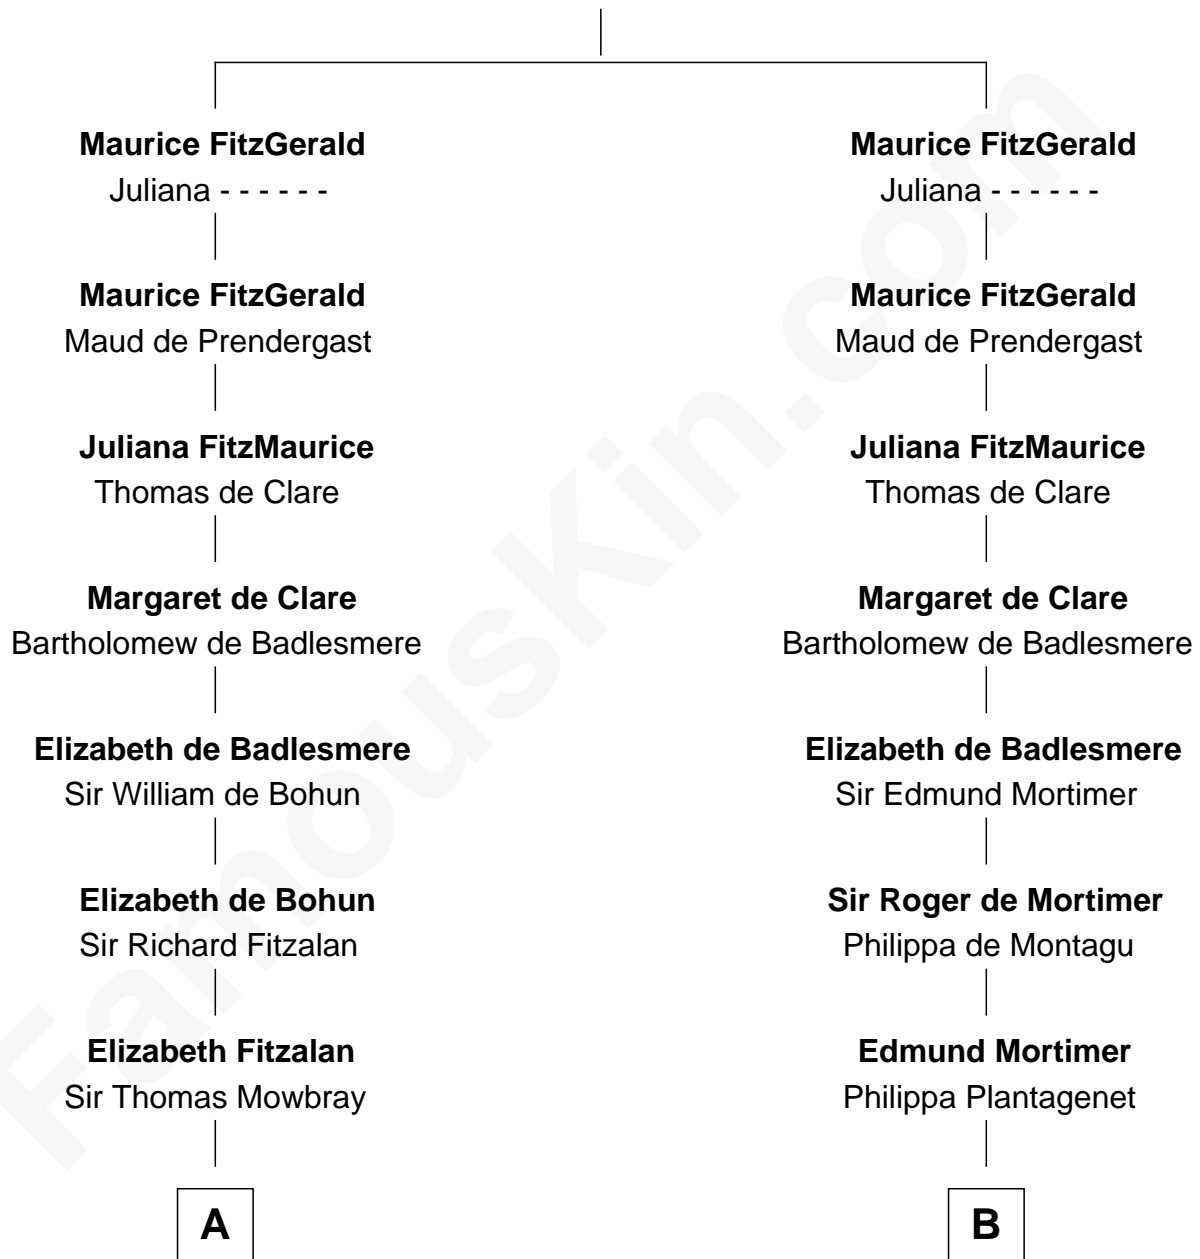 Maurice FitzGerald
Juliana - - - - - -
Maurice FitzGerald
Maud de Prendergast
Juliana FitzMaurice
Thomas de Clare
Margaret de Clare
Bartholomew de Badlesmere
Elizabeth de Badlesmere
Sir William de Bohun
Elizabeth de Bohun
Sir Richard Fitzalan
Elizabeth Fitzalan
Sir Thomas Mowbray
A
Maurice FitzGerald
Juliana - - - - - -
Maurice FitzGerald
Maud de Prendergast
Juliana FitzMaurice
Thomas de Clare
Margaret de Clare
Bartholomew de Badlesmere
Elizabeth de Badlesmere
Sir Edmund Mortimer
Sir Roger de Mortimer
Philippa de Montagu
Edmund Mortimer
Philippa Plantagenet
B
FamousKin.com